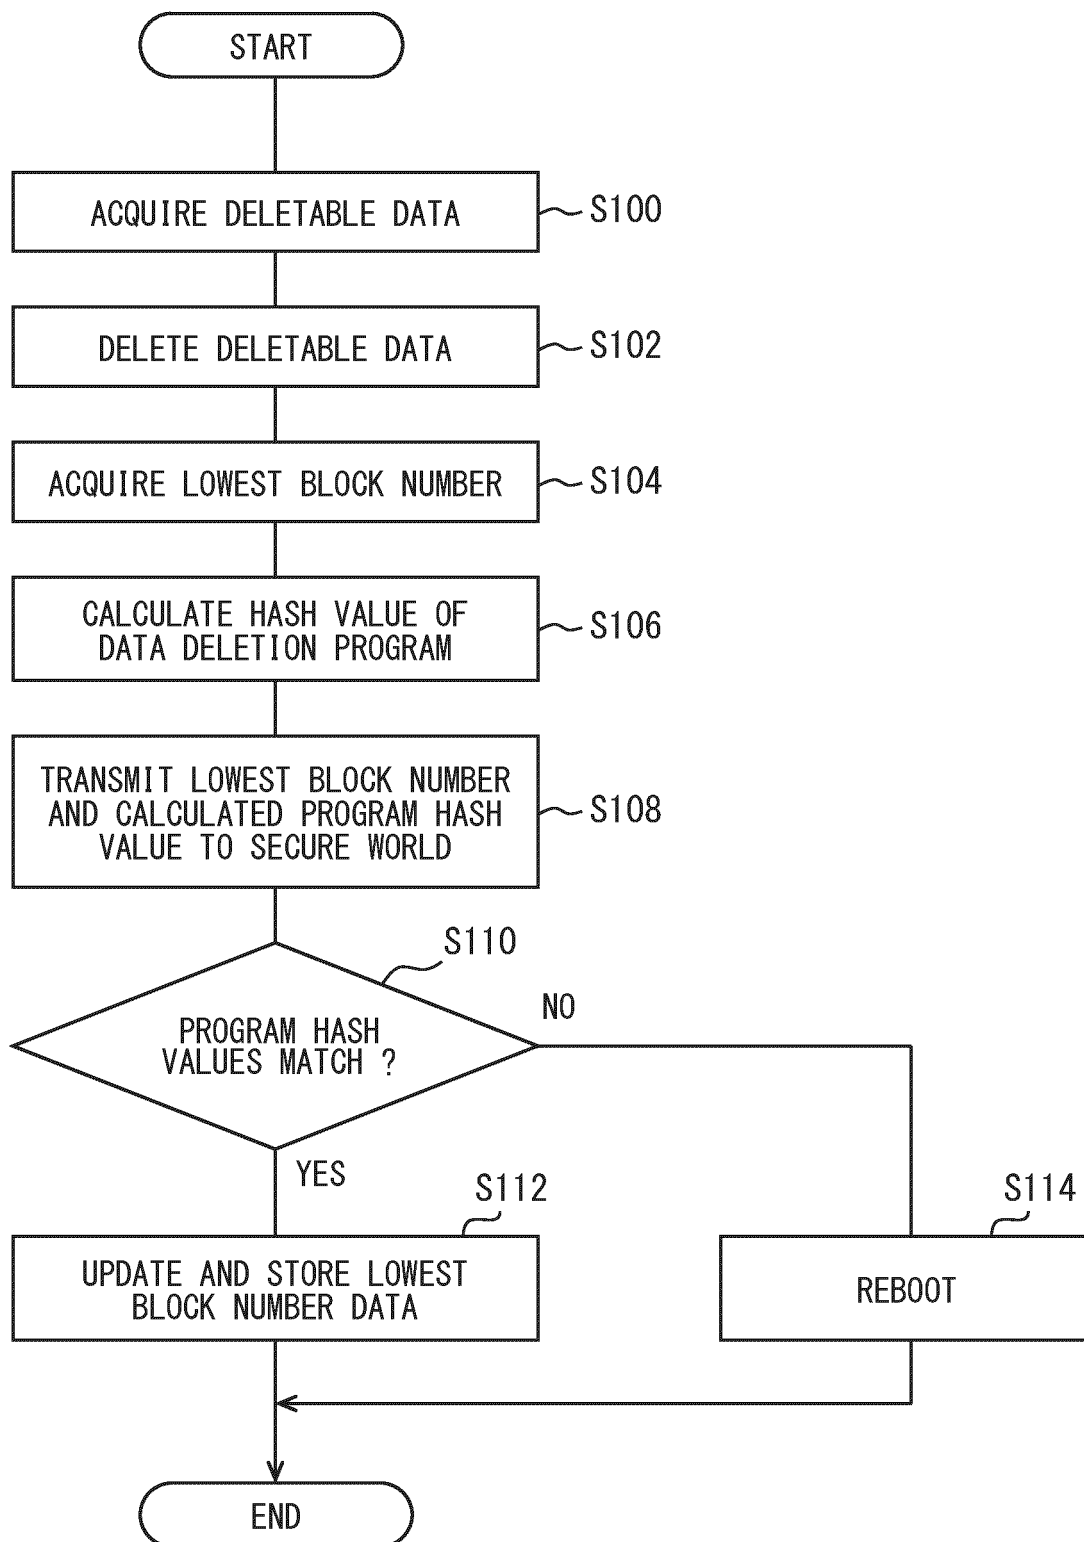 START
ACQUIRE DELETABLE DATA
S100
DELETE DELETABLE DATA
S102
ACQUIRE LOWEST BLOCK NUMBER
S104
CALCULATE HASH VALUE OF
DATA DELETION PROGRAM
S106
TRANSMIT LOWEST BLOCK NUMBER
AND CALCULATED PROGRAM HASH
VALUE TO SECURE WORLD
S108
S110
PROGRAM HASH
VALUES MATCH ?
NO
YES
S112
UPDATE AND STORE LOWEST
BLOCK NUMBER DATA
S114
REBOOT
END